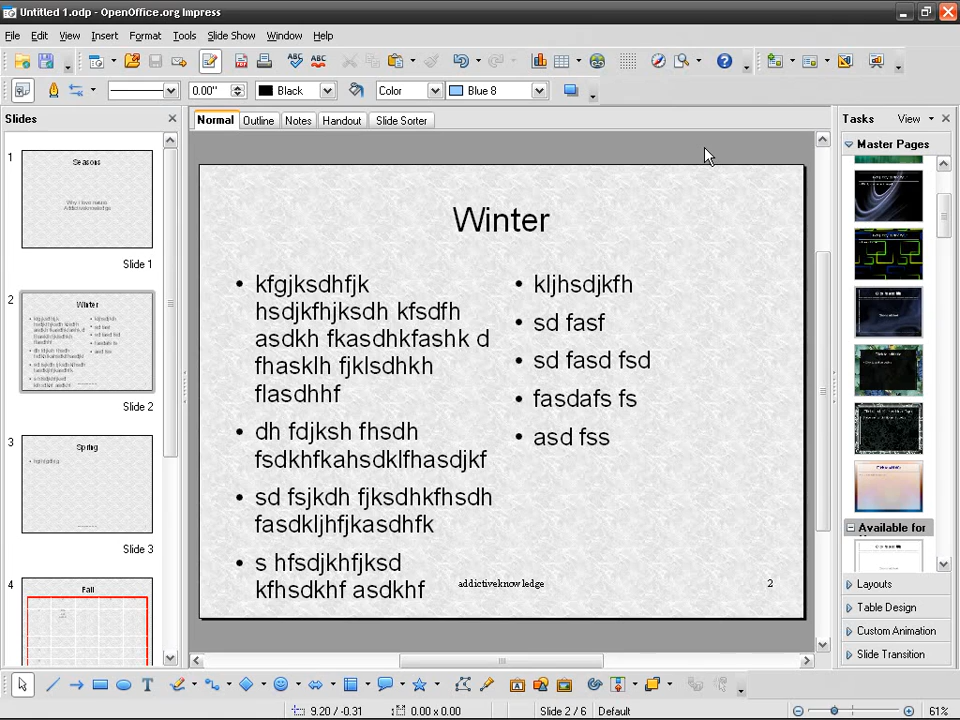 Untitled 1.odp - OpenOffice.org Impress
File Edit View Insert Format Tools Slide Show Window Help
0.00" Black Color Blue 8
Slides
Normal Outline Notes Handout Slide Sorter
Tasks View
Master Pages
1
Seasons
Slide 1
2
Winter
Slide 2
3
Spring
Slide 3
4
Fall
Winter
• kfgjksdhfjk
hsdjkfhjksdh kfsdfh
asdkh fkasdhkfashk d
fhasklh fjklsdhkh
flasdhhf
• dh fdjksh fhsdh
fsdkhfkahsdklfhasdjkf
• sd fsjkdh fjksdhkfhsdh
fasdkljhfjkasdhfk
• s hfsdjkhfjksd
kfhsdkhf asdkhf
• kljhsdjkfh
• sd fasf
• sd fasd fsd
• fasdafs fs
• asd fss
addictiveknowledge
2
Available for
Layouts
Table Design
Custom Animation
Slide Transition
9.20 / -0.31 0.00 x 0.00 Slide 2 / 6 Default 61%